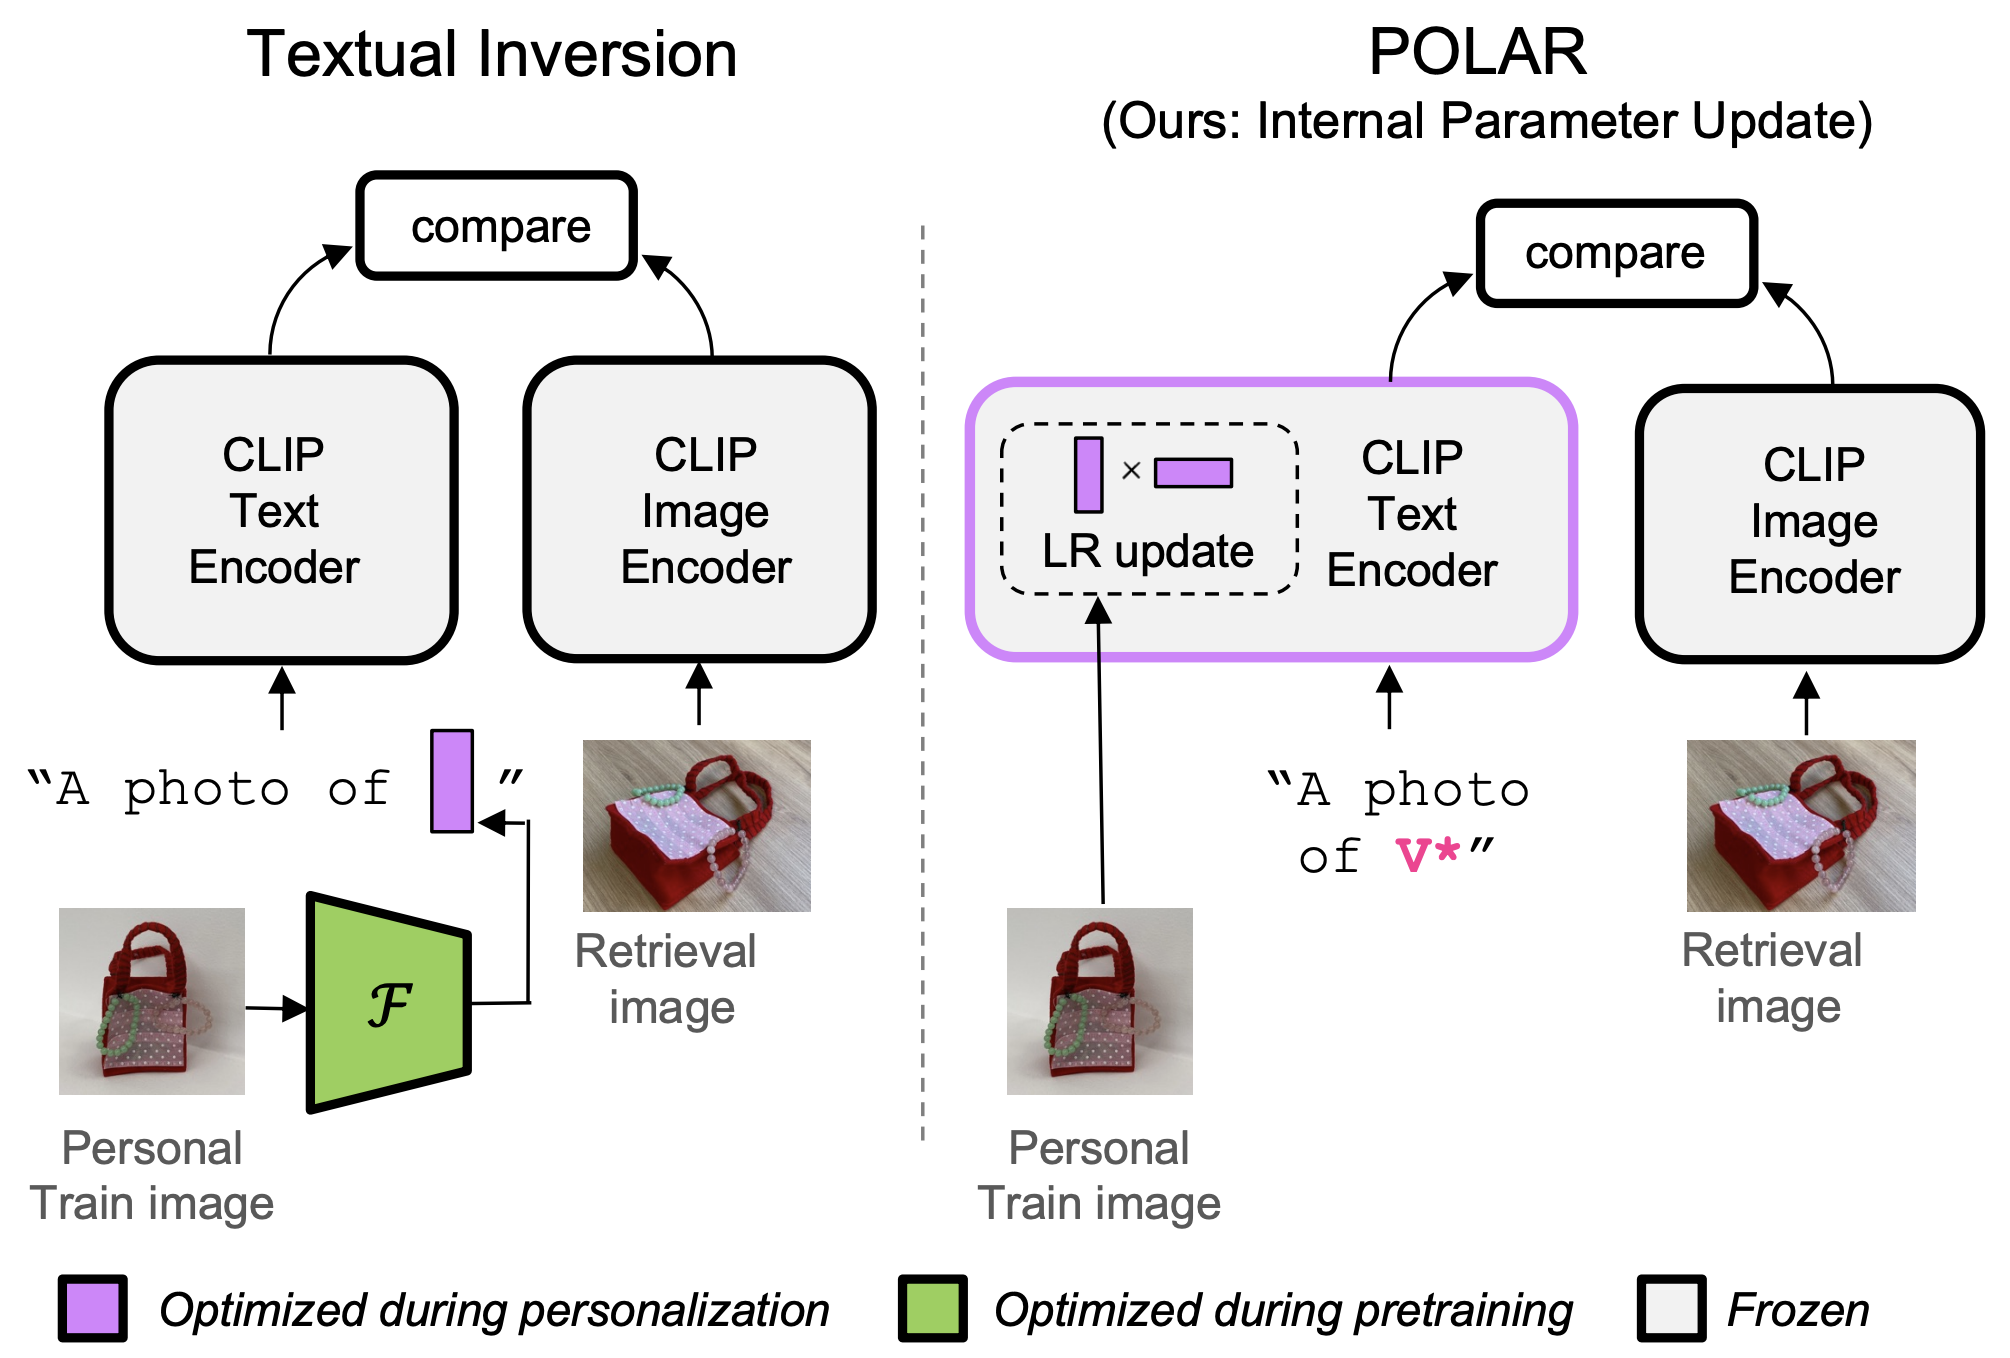 Textual Inversion
compare
CLIP
Text
Encoder
CLIP
Image
Encoder
“A photo of ”
Retrieval
image
ℱ
Personal
Train image
POLAR
(Ours: Internal Parameter Update)
compare
×
LR update
CLIP
Text
Encoder
CLIP
Image
Encoder
“A photo
of V*”
Retrieval
image
Personal
Train image
Optimized during personalization
Optimized during pretraining
Frozen